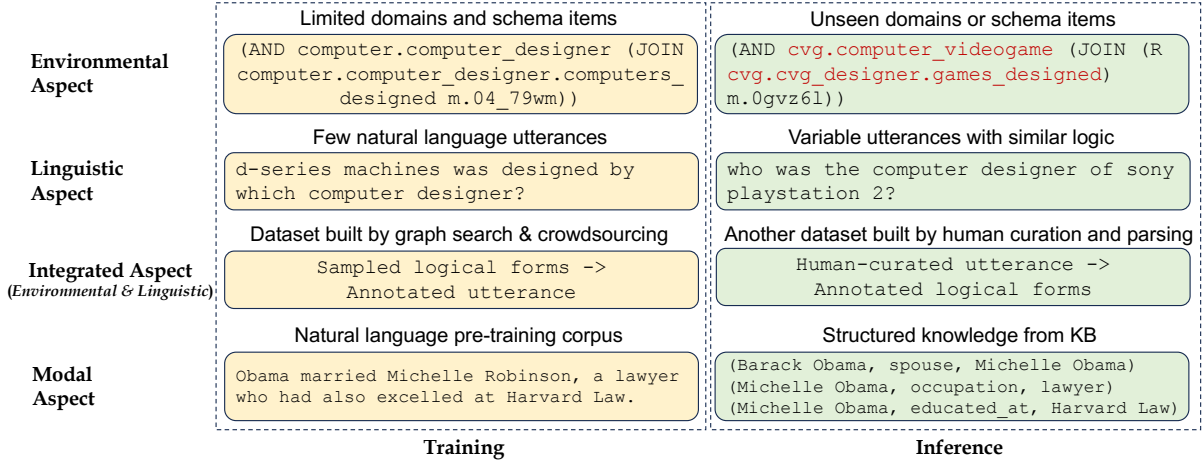 Limited domains and schema items
Unseen domains or schema items
Environmental
Aspect
(AND computer.computer_designer (JOIN
computer.computer_designer.computers_
designed m.04_79wm))
(AND cvg.computer_videogame (JOIN (R
cvg.cvg_designer.games_designed)
m.0gvz6l))
Few natural language utterances
Variable utterances with similar logic
Linguistic
Aspect
d-series machines was designed by
which computer designer?
who was the computer designer of sony
playstation 2?
Dataset built by graph search & crowdsourcing
Another dataset built by human curation and parsing
Integrated Aspect
(Environmental & Linguistic)
Sampled logical forms ->
Annotated utterance
Human-curated utterance ->
Annotated logical forms
Natural language pre-training corpus
Structured knowledge from KB
Modal
Aspect
Obama married Michelle Robinson, a lawyer
who had also excelled at Harvard Law.
(Barack Obama, spouse, Michelle Obama)
(Michelle Obama, occupation, lawyer)
(Michelle Obama, educated_at, Harvard Law)
Training
Inference